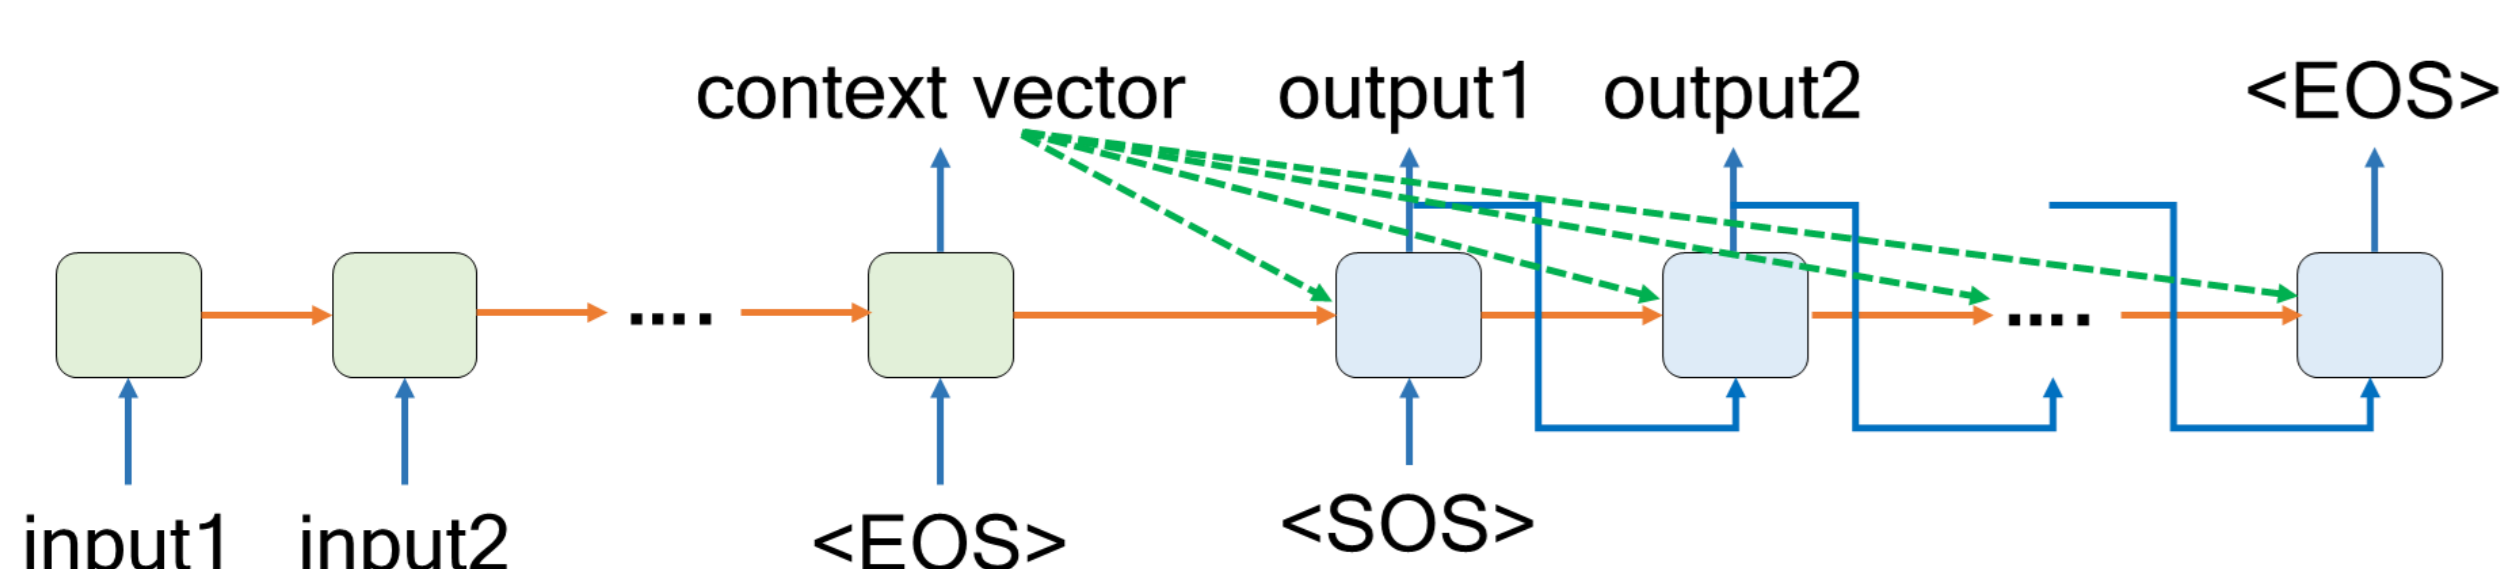 context vector output1 output2 <EOS>
.... ....
input1 input2 <EOS> <SOS>